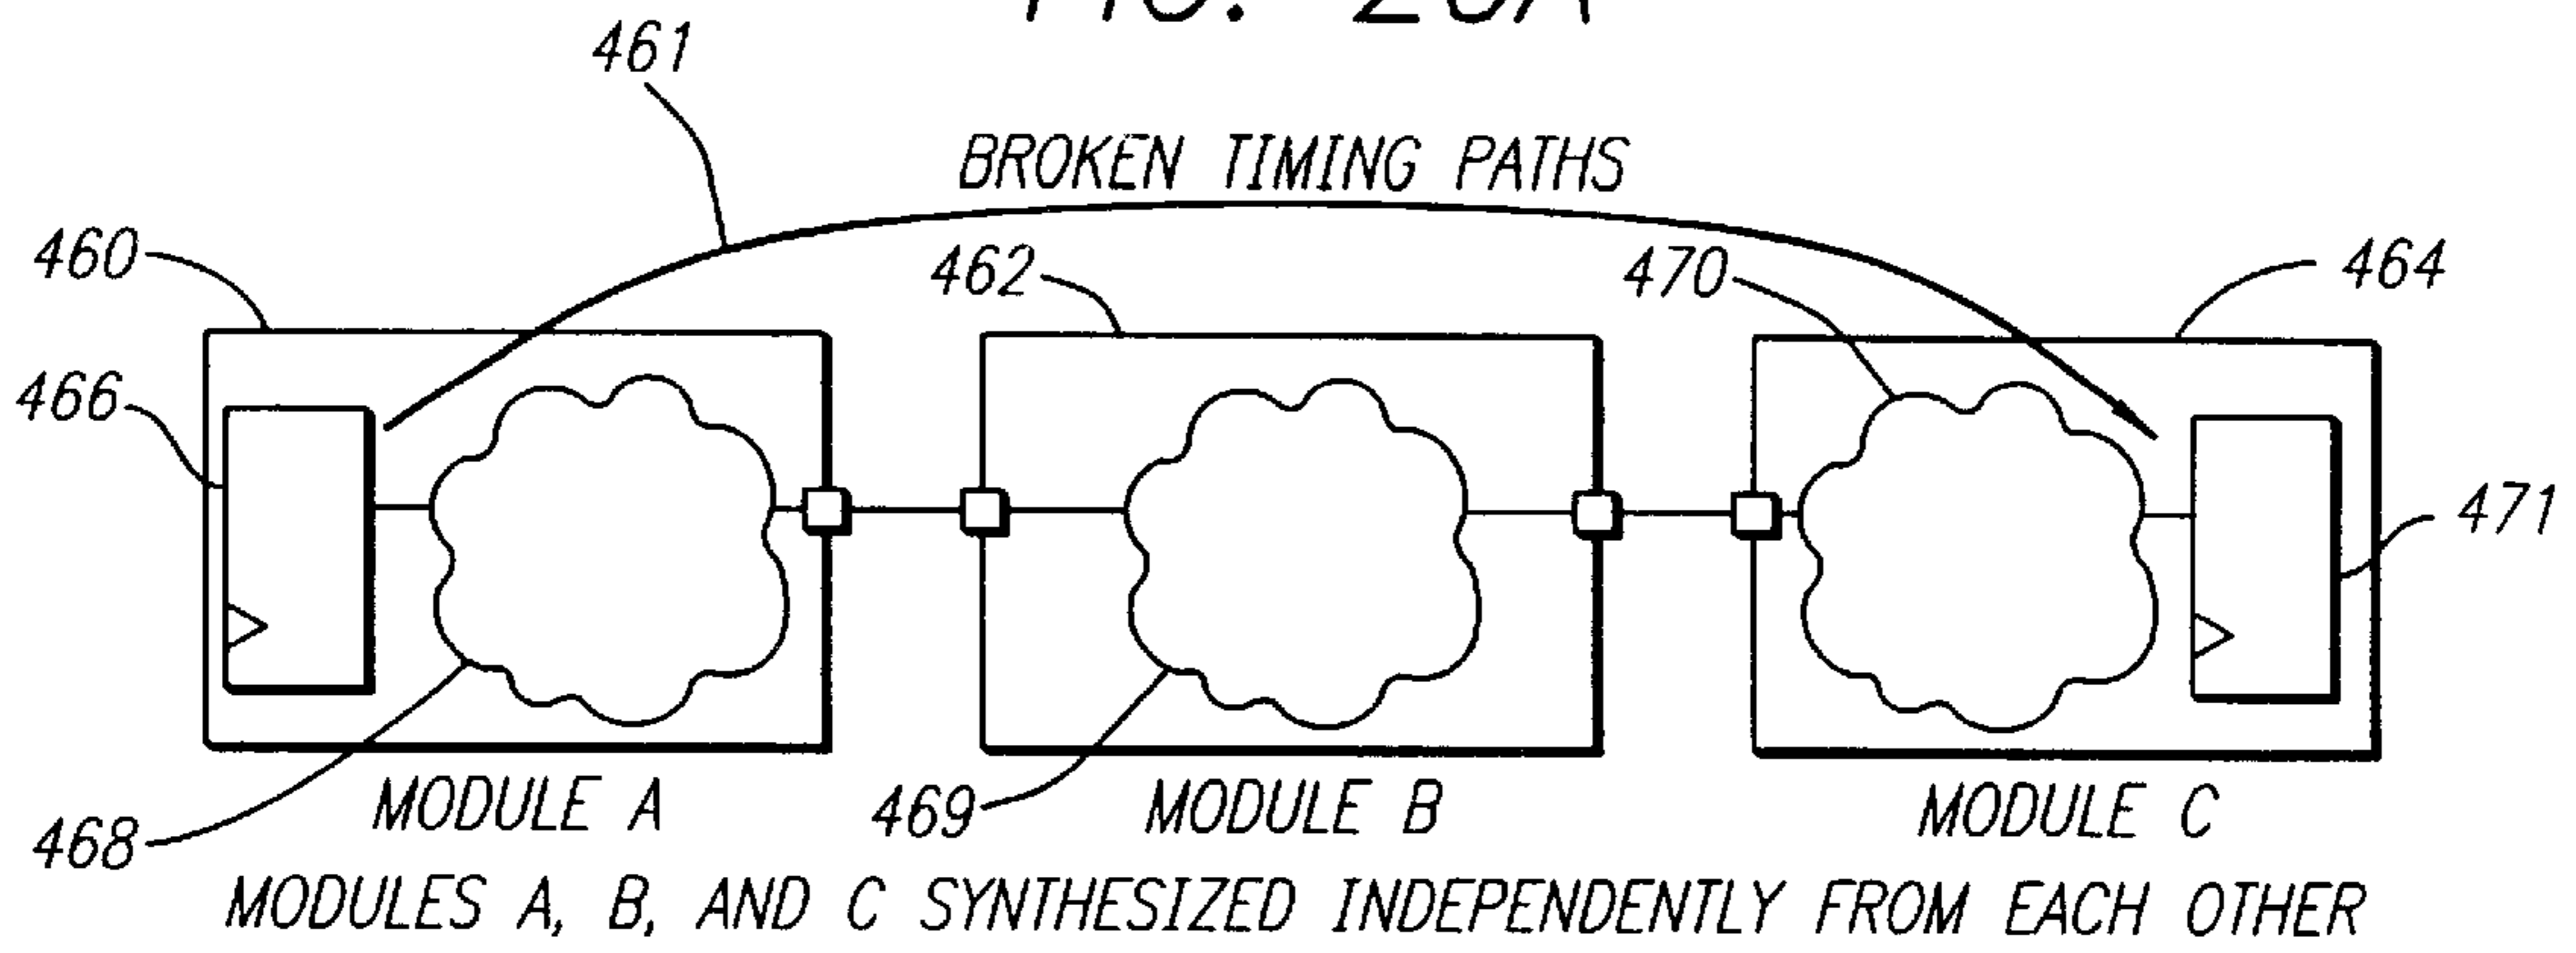 461
BROKEN TIMING PATHS
460
462
470
464
466
471
468
MODULE A
469
MODULE B
MODULE C
MODULES A, B, AND C SYNTHESIZED INDEPENDENTLY FROM EACH OTHER